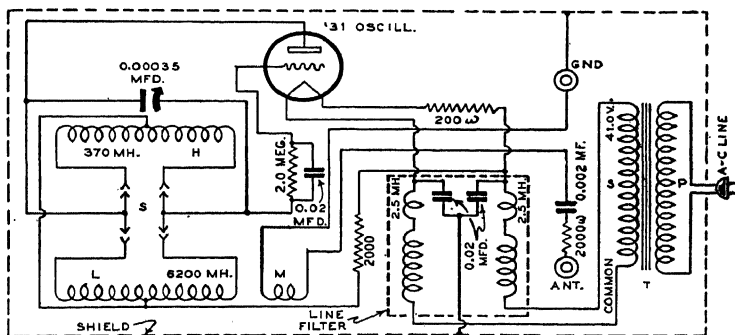 '31 OSCILL.
0.00035
MFD.
GND
200 ω
41.0 V.
A-C LINE
370 MH.
H
2.0 MEG.
0.02
MFD.
S
2.5 MH.
2.5 MH.
0.002 MF.
S
P
2000
0.02
MFD.
2000 ω
L
6200 MH.
M
ANT.
COMMON
T
SHIELD
LINE
FILTER